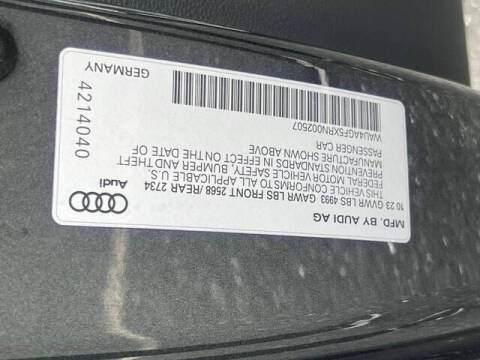 MFD. BY AUDI AG
10 23 GVWR LBS 4993 GAWR LBS FRONT 2568 /REAR 2734
THIS VEHICLE CONFORMS TO ALL APPLICABLE U.S.
FEDERAL MOTOR VEHICLE SAFETY, BUMPER AND THEFT
PREVENTION STANDARDS IN EFFECT ON THE DATE OF
MANUFACTURE SHOWN ABOVE
PASSENGER CAR
WAU4AGF5XRN002507
Audi
4214040
GERMANY